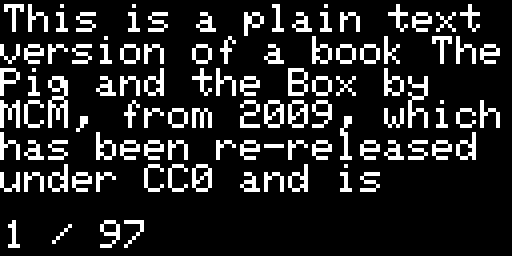 This is a plain text
version of a book The
Pig and the Box by
MCM, from 2009, which
has been re-released
under CC0 and is
1 / 97